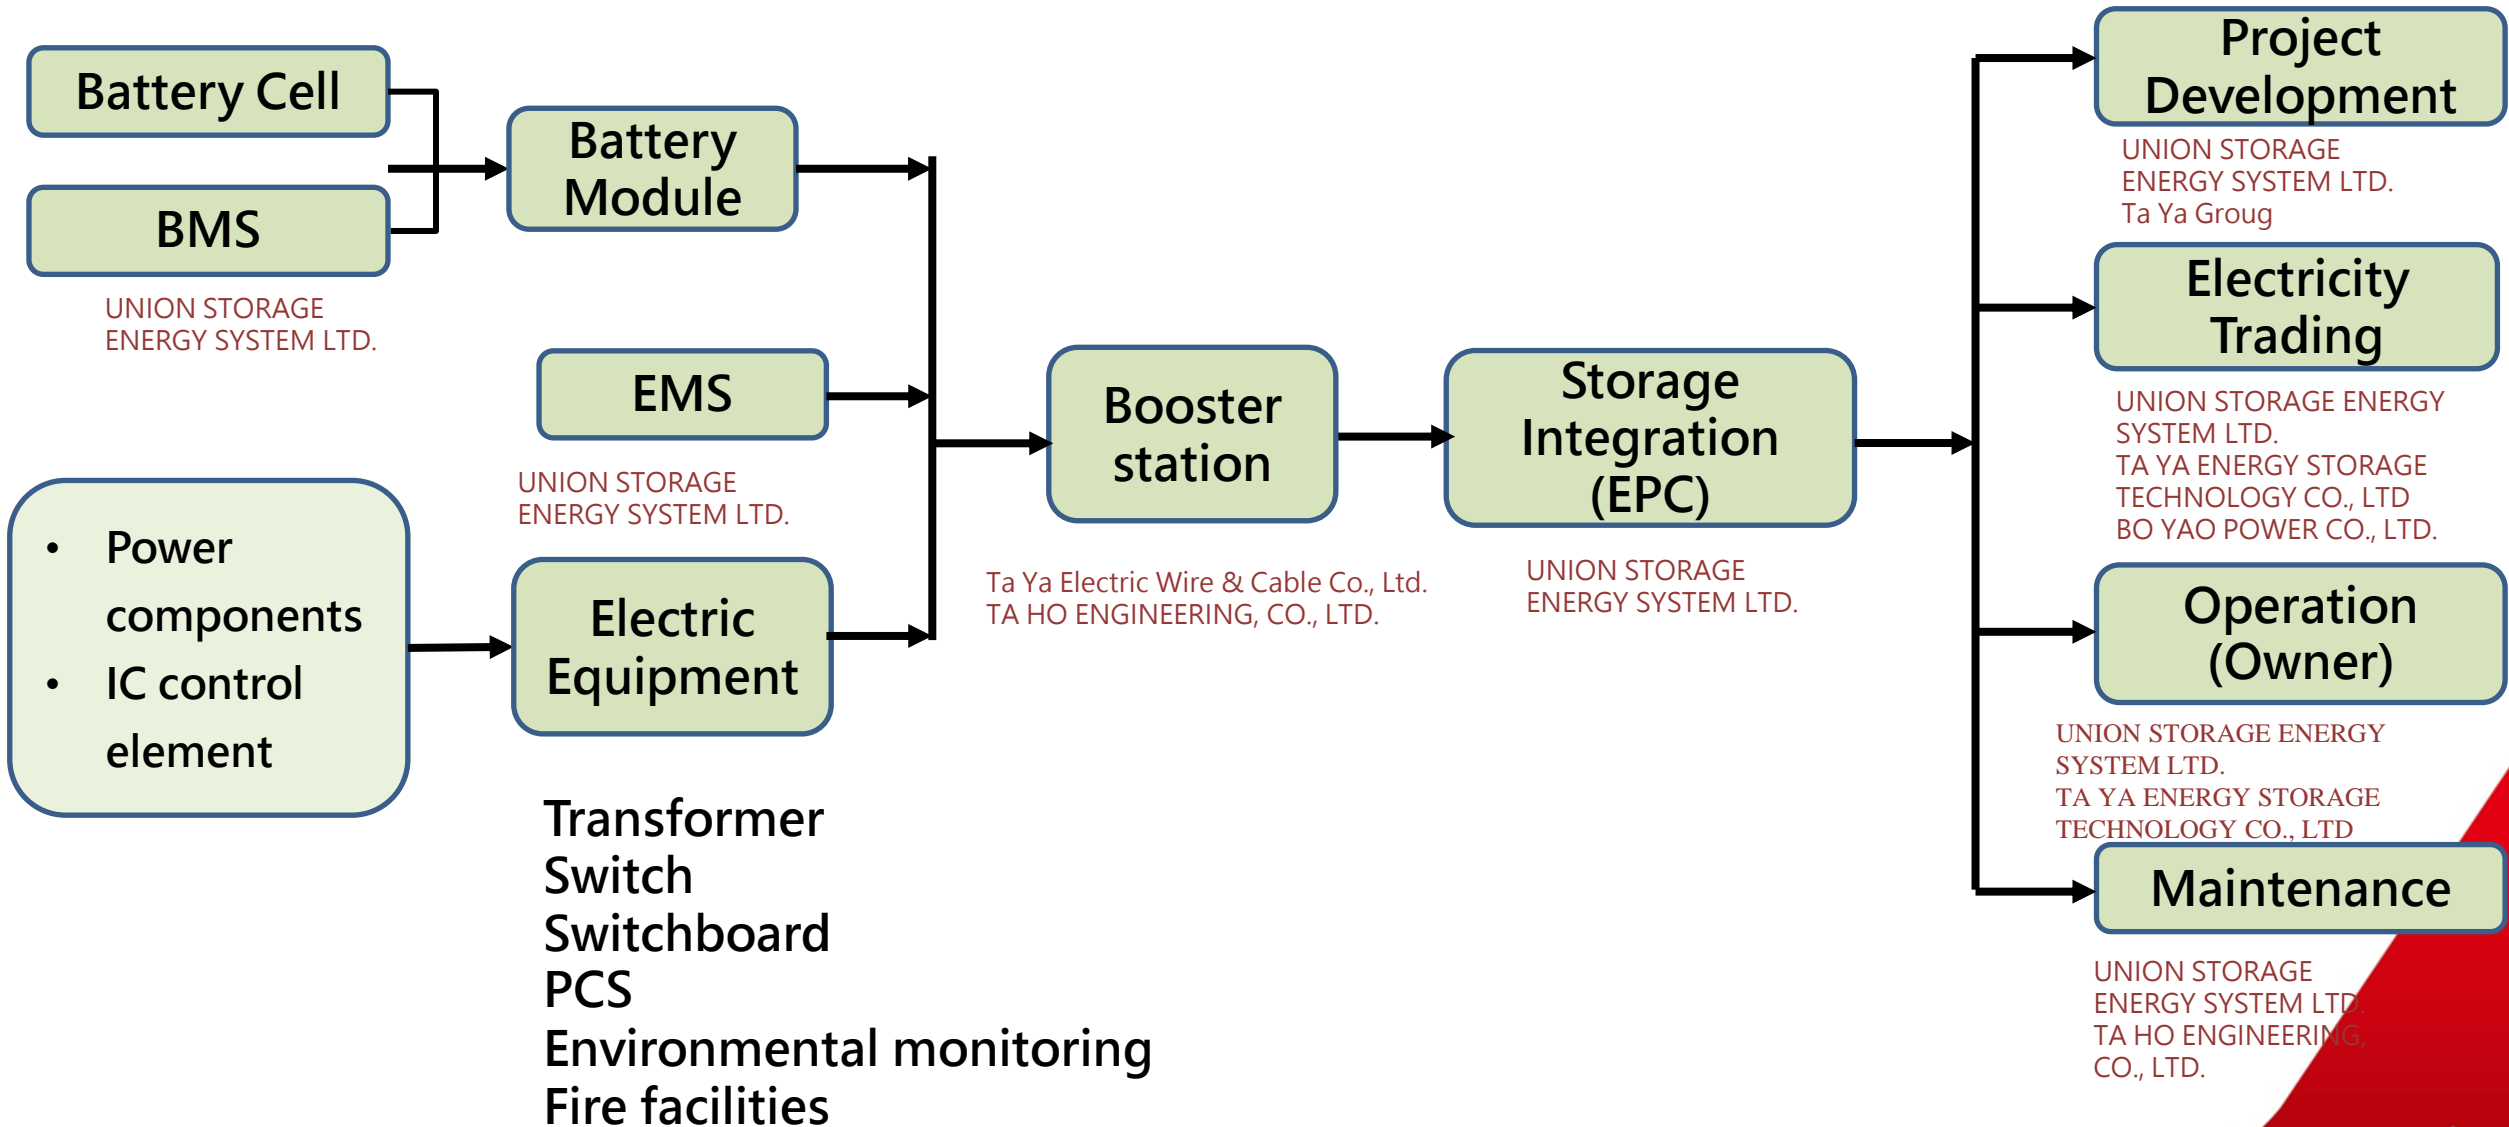 Battery Cell
BMS
UNION STORAGE
ENERGY SYSTEM LTD.
• Power
components
• IC control
element
Battery
Module
EMS
UNION STORAGE
ENERGY SYSTEM LTD.
Electric
Equipment
Transformer
Switch
Switchboard
PCS
Environmental monitoring
Fire facilities
Booster
station
Ta Ya Electric Wire & Cable Co., Ltd.
TA HO ENGINEERING, CO., LTD.
Storage
Integration
(EPC)
UNION STORAGE
ENERGY SYSTEM LTD.
Project
Development
UNION STORAGE
ENERGY SYSTEM LTD.
Ta Ya Groug
Electricity
Trading
UNION STORAGE ENERGY
SYSTEM LTD.
TA YA ENERGY STORAGE
TECHNOLOGY CO., LTD
BO YAO POWER CO., LTD.
Operation
(Owner)
UNION STORAGE ENERGY
SYSTEM LTD.
TA YA ENERGY STORAGE
TECHNOLOGY CO., LTD
Maintenance
UNION STORAGE
ENERGY SYSTEM LTD.
TA HO ENGINEERING,
CO., LTD.